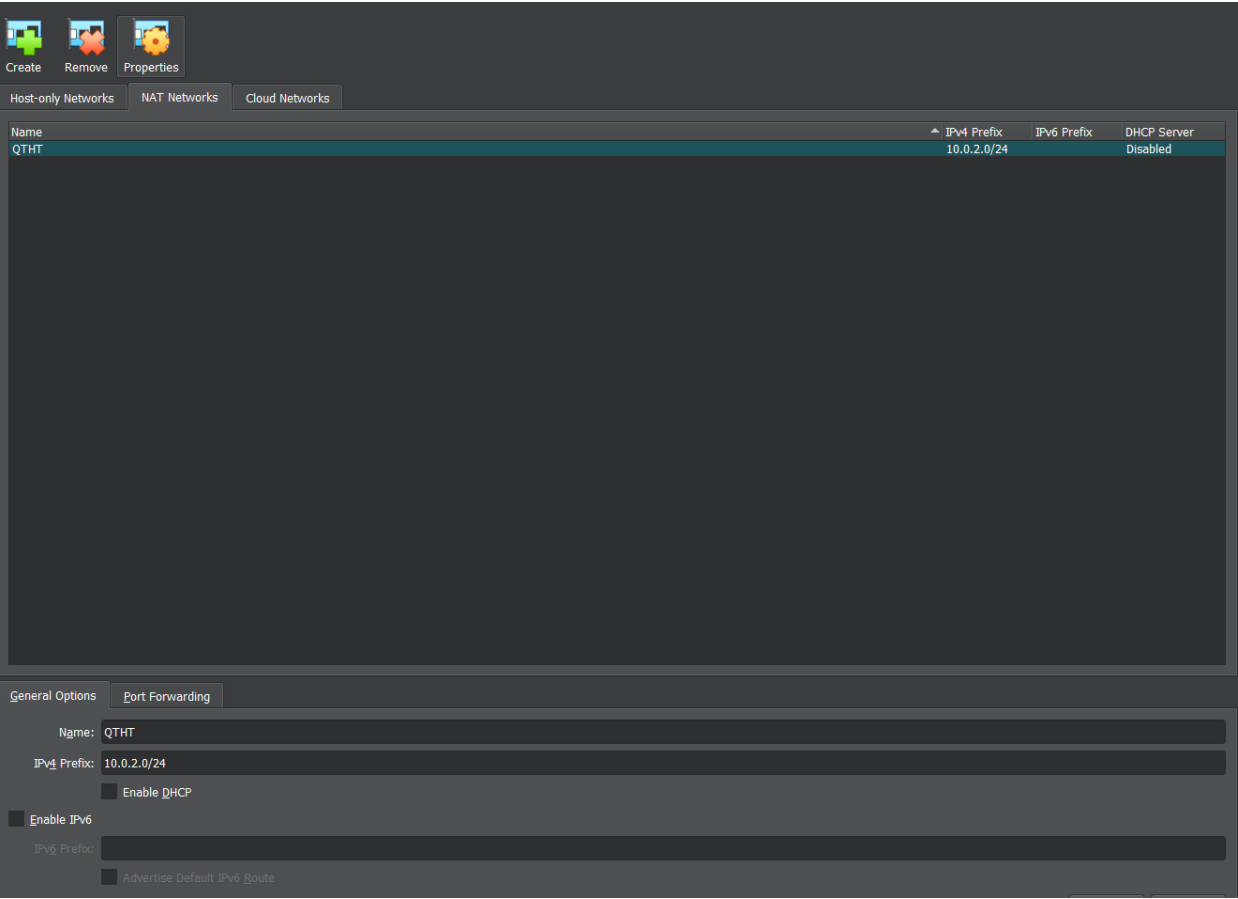 Create Remove Properties
Host-only Networks NAT Networks Cloud Networks
Name IPv4 Prefix IPv6 Prefix DHCP Server
QTHT 10.0.2.0/24 Disabled
General Options Port Forwarding
Name: QTHT
IPv4 Prefix: 10.0.2.0/24
Enable DHCP
Enable IPv6
IPv6 Prefix:
Advertise Default IPv6 Route